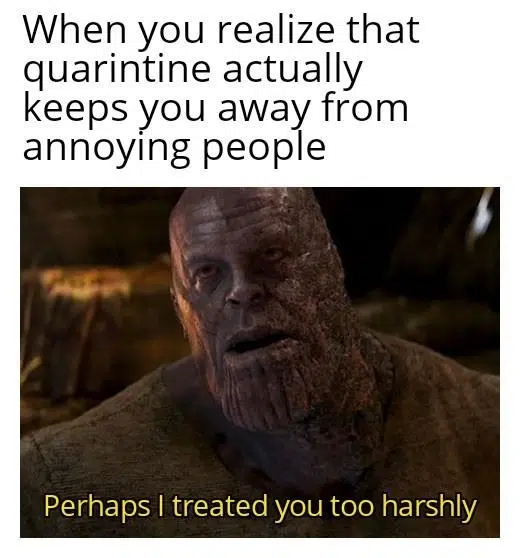 When you realize that
quarintine actually
keeps you away from
annoying people
Perhaps I treated you too harshly